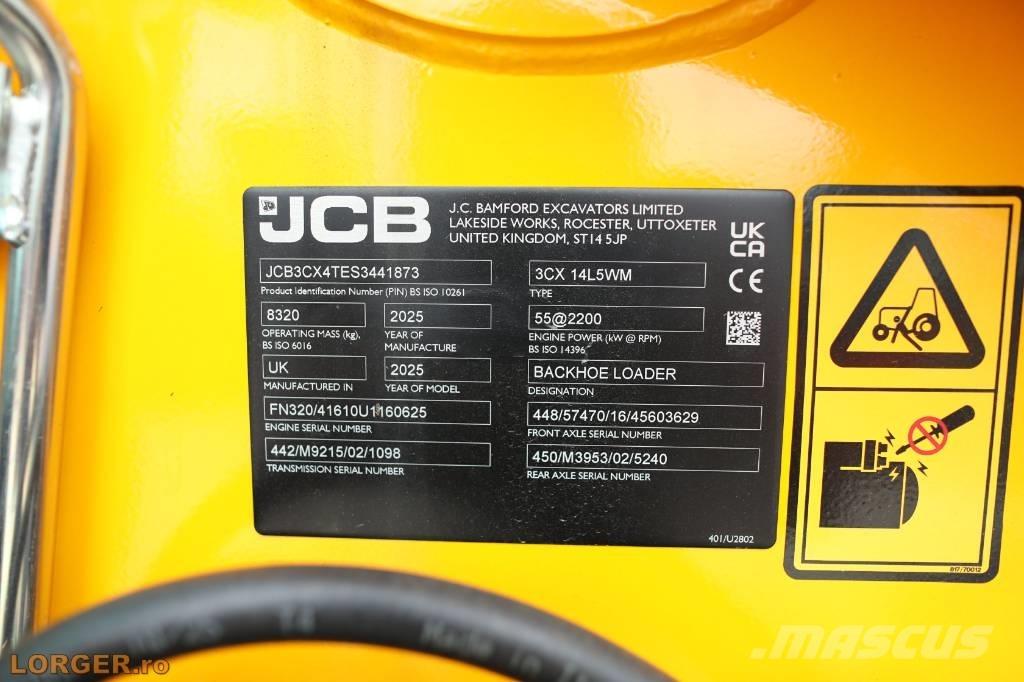 JCB
J.C. BAMFORD EXCAVATORS LIMITED
LAKESIDE WORKS, ROCESTER, UTTOXETER
UNITED KINGDOM, ST14 5JP
UK
CA
CE
JCB3CX4TES3441873
Product Identification Number (PIN) BS ISO 10261
3CX 14L5WM
TYPE
8320
OPERATING MASS (kg),
BS ISO 6016
2025
YEAR OF
MANUFACTURE
55@2200
ENGINE POWER (kW @ RPM)
BS ISO 14396
UK
MANUFACTURED IN
2025
YEAR OF MODEL
BACKHOE LOADER
DESIGNATION
FN320/41610U1160625
ENGINE SERIAL NUMBER
448/57470/16/45603629
FRONT AXLE SERIAL NUMBER
442/M9215/02/1098
TRANSMISSION SERIAL NUMBER
450/M3953/02/5240
REAR AXLE SERIAL NUMBER
401/U2802
817/70012
Made in
LORGER.ro
MASCUS